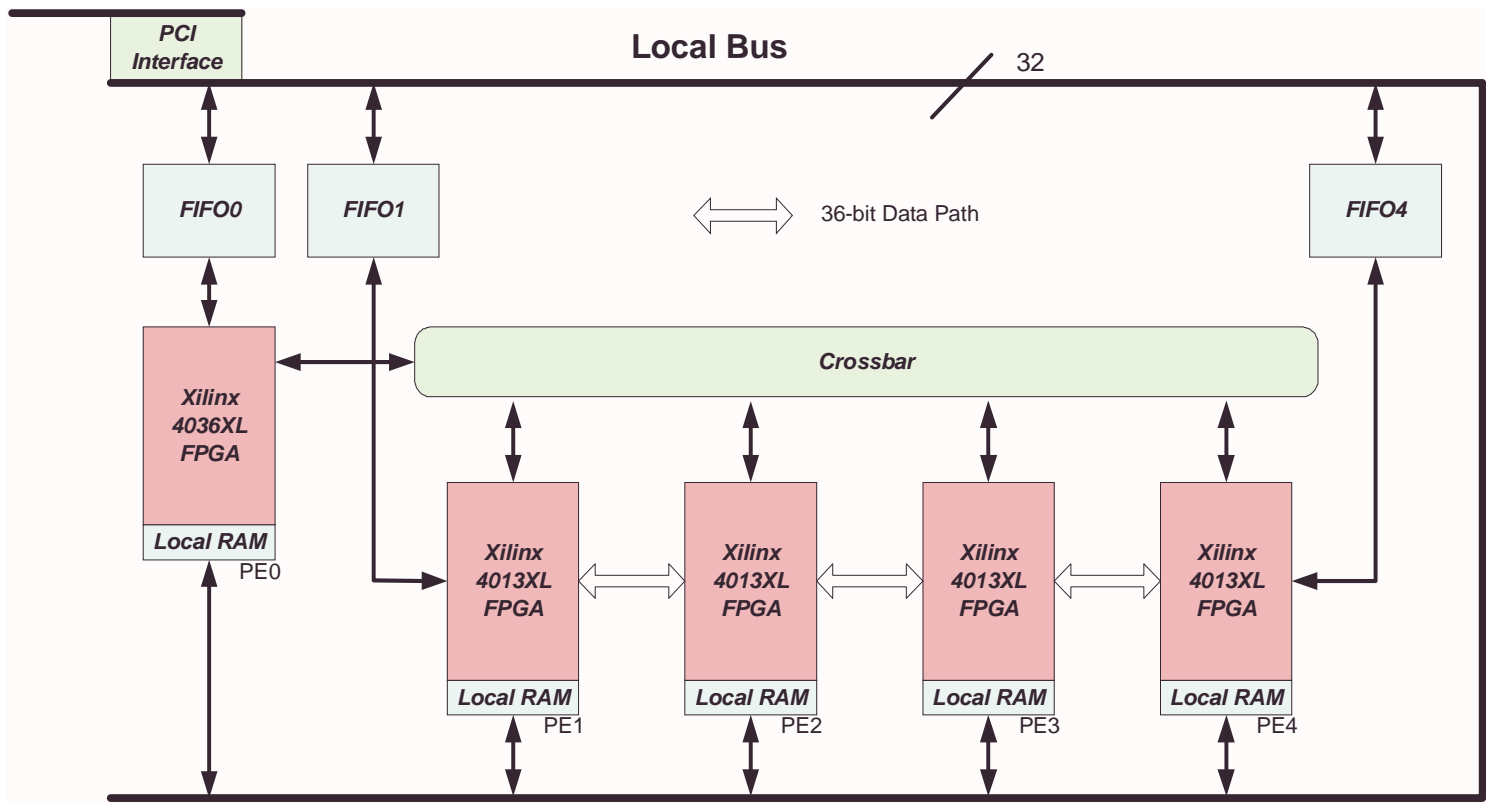 PCI
Interface
Local Bus
32
FIFO0
FIFO1
36-bit Data Path
FIFO4
Crossbar
Xilinx
4036XL
FPGA
Local RAM
PE0
Xilinx
4013XL
FPGA
Local RAM
PE1
Xilinx
4013XL
FPGA
Local RAM
PE2
Xilinx
4013XL
FPGA
Local RAM
PE3
Xilinx
4013XL
FPGA
Local RAM
PE4